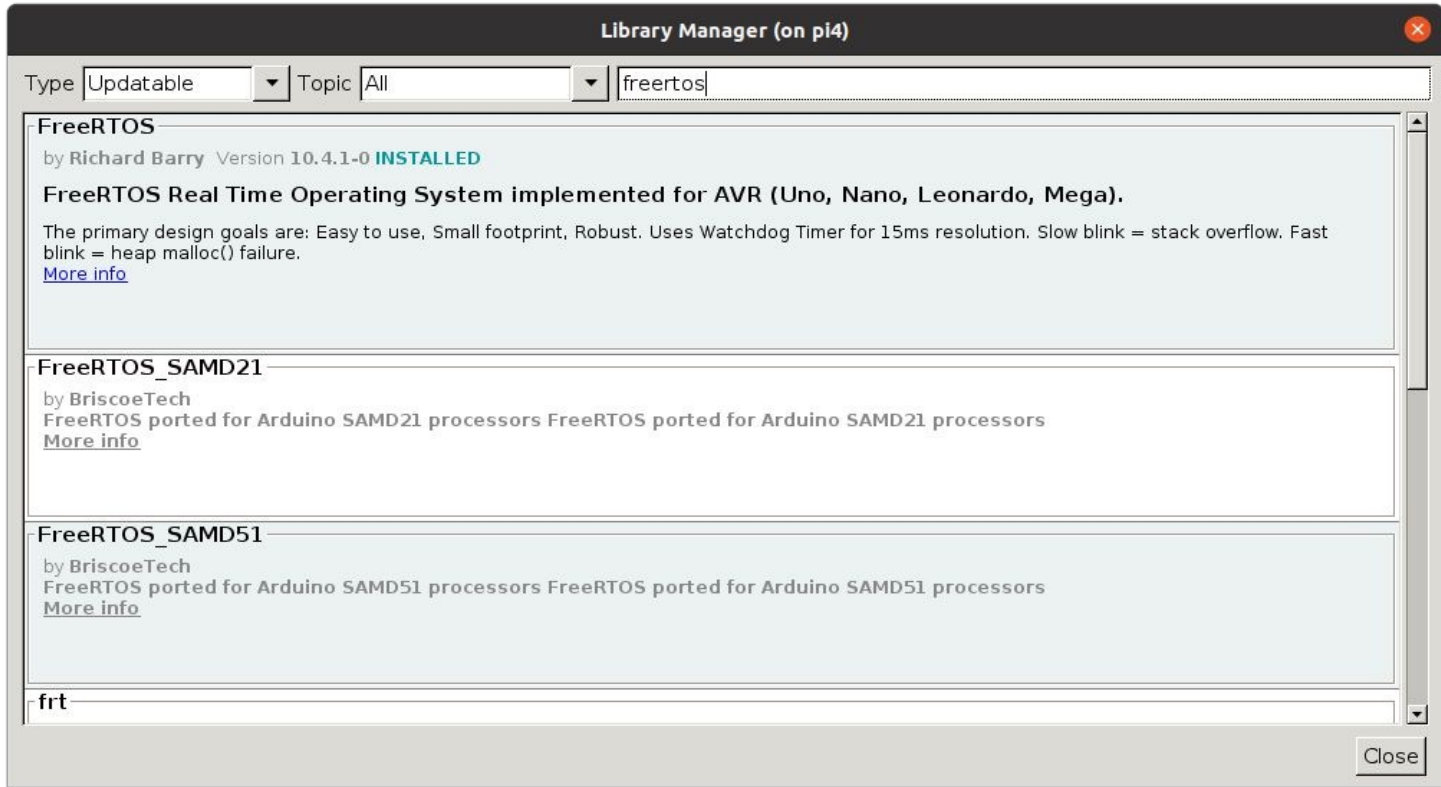 Library Manager (on pi4)
Type Updatable Topic All freertos
FreeRTOS
by Richard Barry Version 10.4.1-0 INSTALLED
FreeRTOS Real Time Operating System implemented for AVR (Uno, Nano, Leonardo, Mega).
The primary design goals are: Easy to use, Small footprint, Robust. Uses Watchdog Timer for 15ms resolution. Slow blink = stack overflow. Fast
blink = heap malloc() failure.
More info
FreeRTOS_SAMD21
by BriscoeTech
FreeRTOS ported for Arduino SAMD21 processors FreeRTOS ported for Arduino SAMD21 processors
More info
FreeRTOS_SAMD51
by BriscoeTech
FreeRTOS ported for Arduino SAMD51 processors FreeRTOS ported for Arduino SAMD51 processors
More info
frt
Close